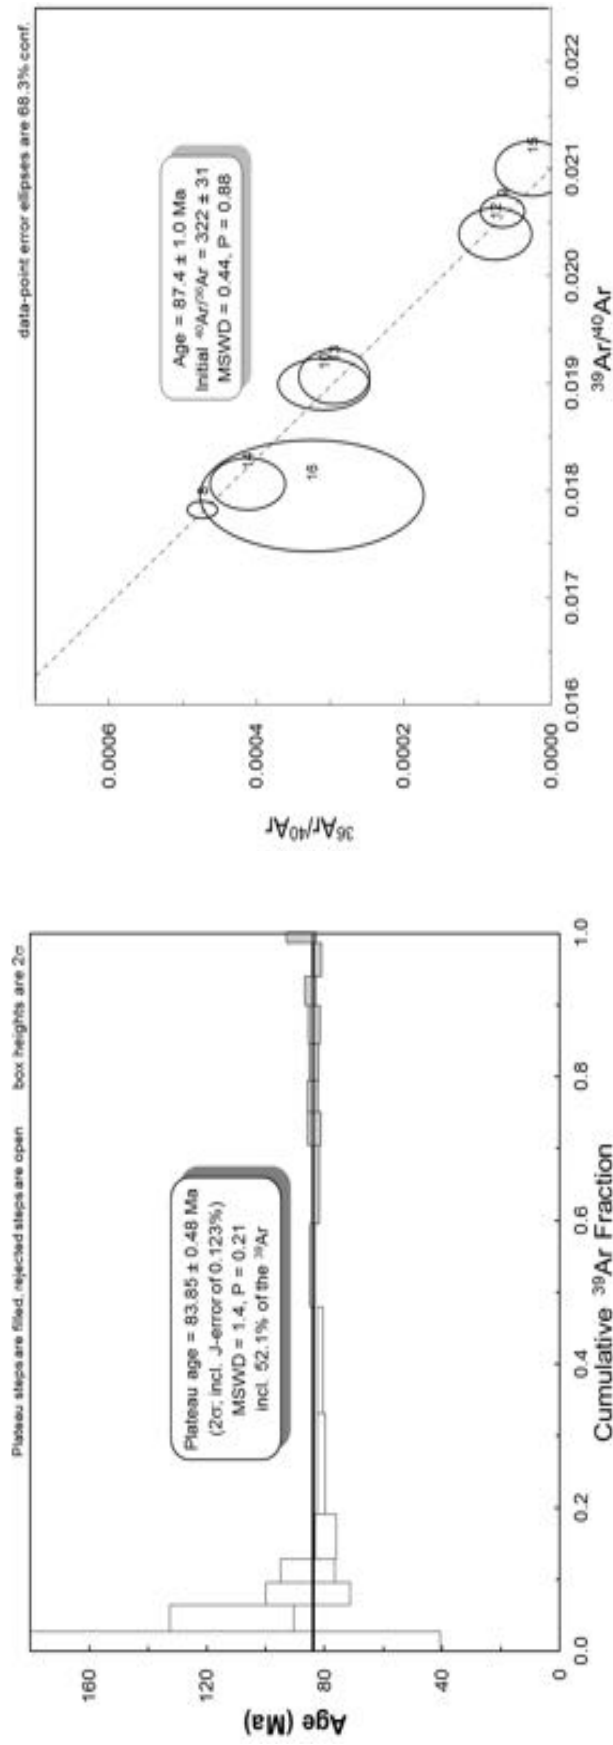 Plateau steps are filled, rejected steps are open box heights are 2σ
Plateau age = 83.85 ± 0.48 Ma
(2σ, incl. J-error of 0.123%)
MSWD = 1.4, P = 0.21
incl. 52.1% of the ³⁹Ar
Age (Ma)
160
120
80
40
0
0.0
0.2
0.4
0.6
0.8
1.0
Cumulative ³⁹Ar Fraction
data-point error ellipses are 68.3% conf.
Age = 87.4 ± 1.0 Ma
Initial ⁴⁰Ar/³⁶Ar = 322 ± 31
MSWD = 0.44, P = 0.88
8
14
16
12
15
³⁶Ar/⁴⁰Ar
0.0006
0.0004
0.0002
0.0000
0.016
0.017
0.018
0.019
0.020
0.021
0.022
³⁹Ar/⁴⁰Ar